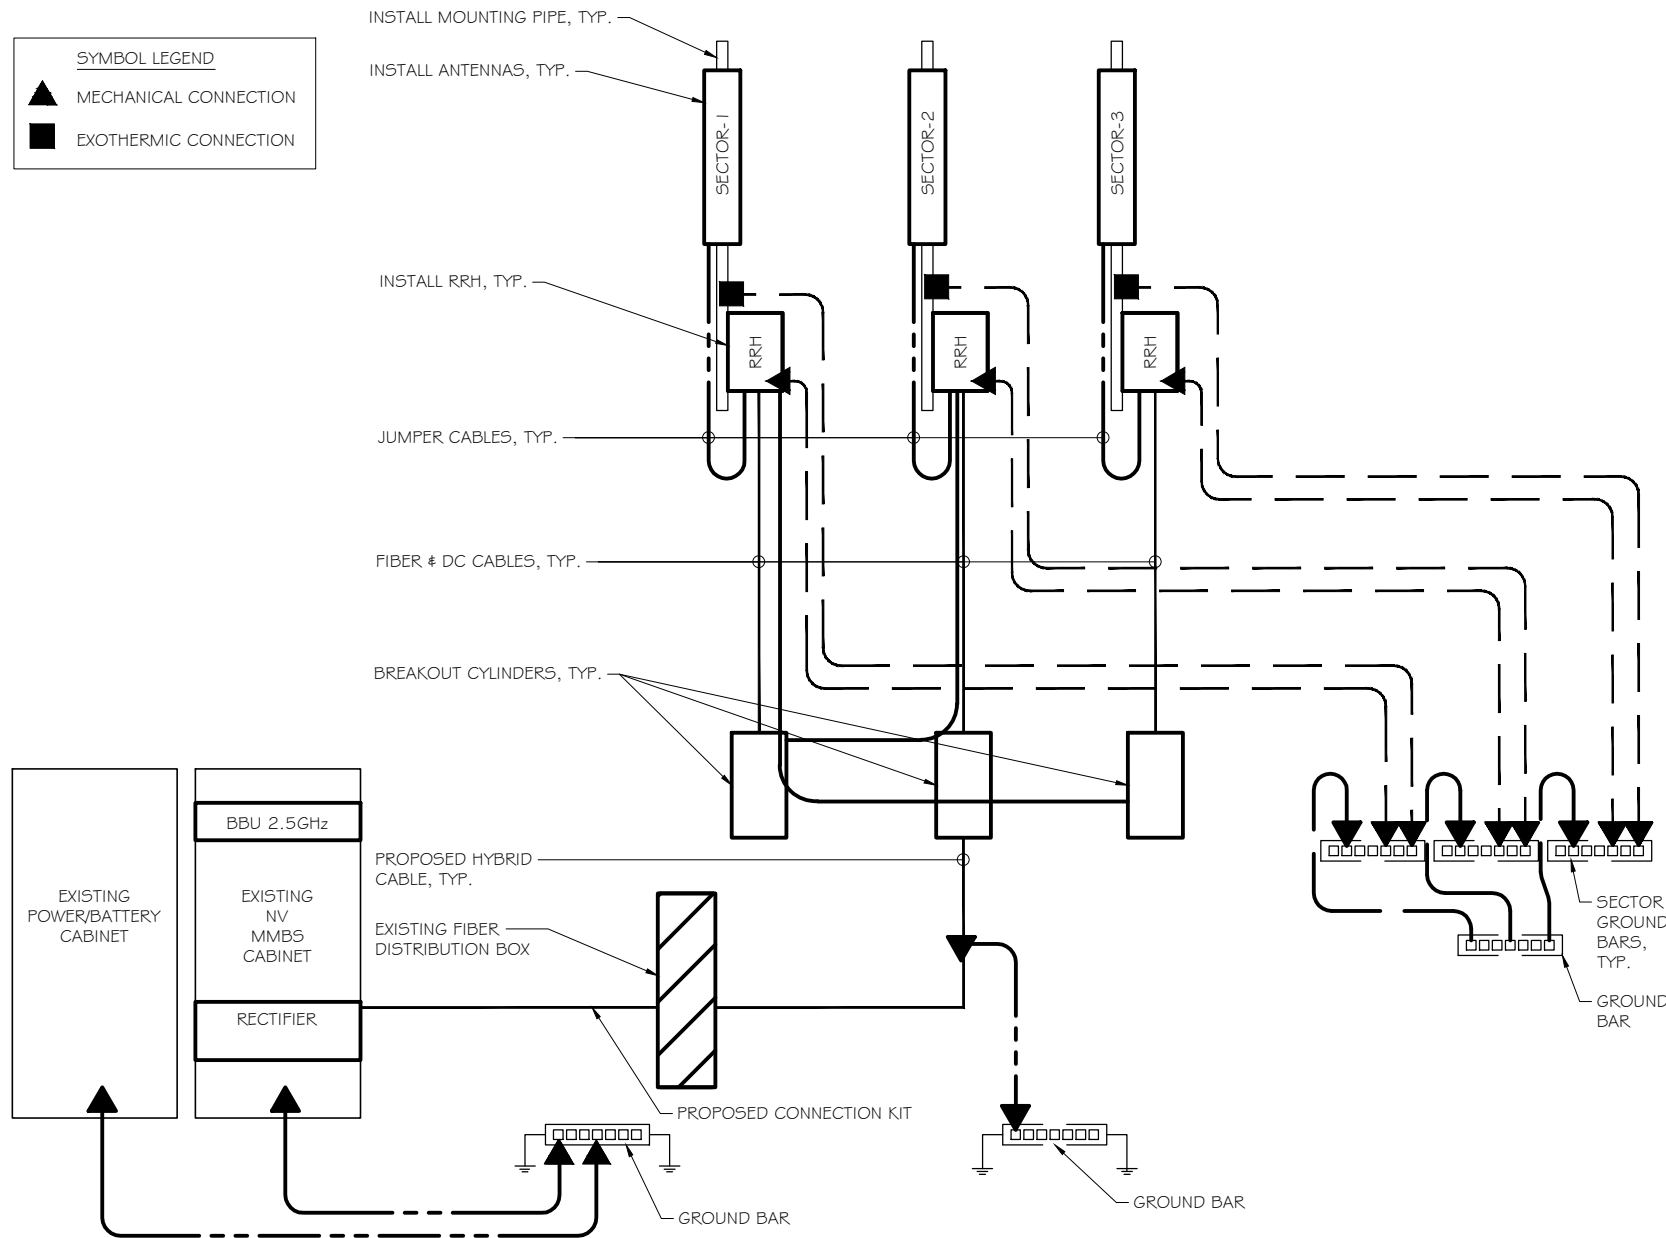 INSTALL MOUNTING PIPE, TYP.
SYMBOL LEGEND
INSTALL ANTENNAS, TYP.
MECHANICAL CONNECTION
EXOTHERMIC CONNECTION
SECTOR-1
SECTOR-2
SECTOR-3
INSTALL RRH, TYP.
RRH
RRH
RRH
JUMPER CABLES, TYP.
FIBER & DC CABLES, TYP.
BREAKOUT CYLINDERS, TYP.
BBU 2.5GHz
PROPOSED HYBRID
CABLE, TYP.
EXISTING
POWER/BATTERY
CABINET
EXISTING
NV
MMBS
CABINET
EXISTING FIBER
DISTRIBUTION BOX
SECTOR
GROUND
BARS,
TYP.
GROUND
BAR
RECTIFIER
PROPOSED CONNECTION KIT
GROUND BAR
GROUND BAR